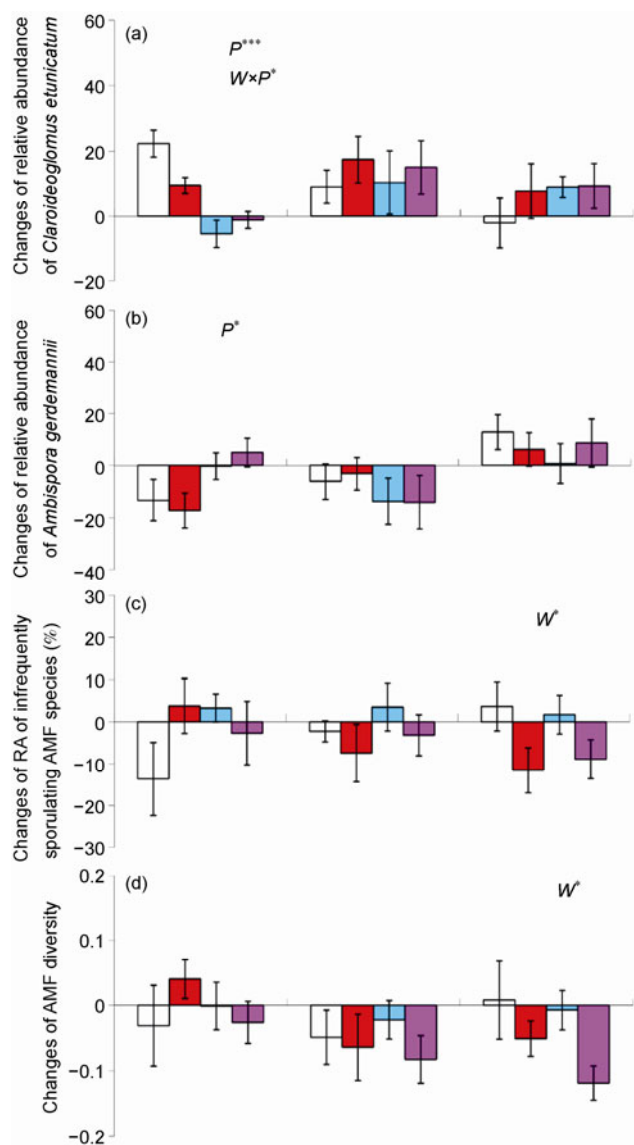 Changes of relative abundance
of Claroideoglomus etunicatum
(a)
P***
W×P*
60
40
20
0
−20
Changes of relative abundance
of Ambispora gerdemannii
(b)
P*
60
40
20
0
−20
−40
Changes of RA of infrequently
sporulating AMF species (%)
(c)
W*
30
20
10
0
−10
−20
−30
Changes of AMF diversity
(d)
W*
0.2
0.1
0
−0.1
−0.2